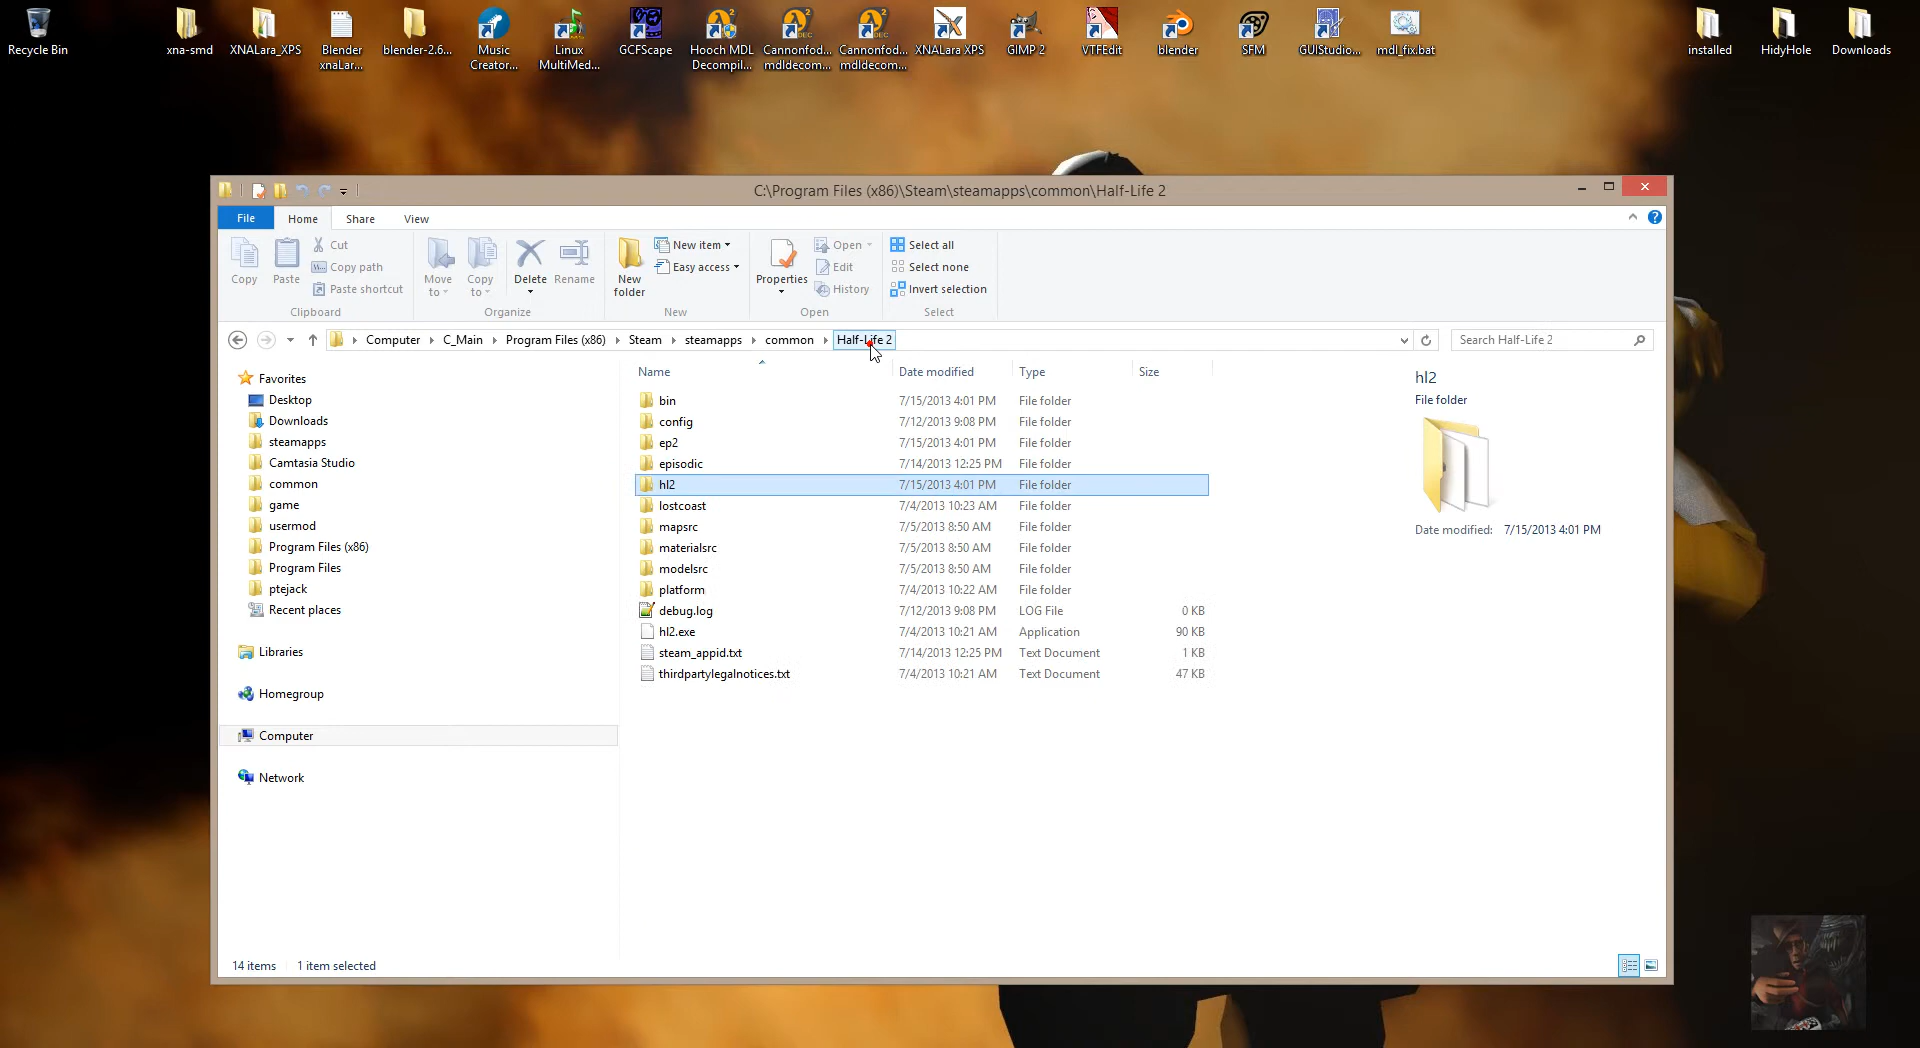 Recycle Bin
xna-smd
XNALara_XPS
Blender xnaLar...
blender-2.6...
Music Creator...
Linux MultiMed...
GCFScape
Hooch MDL Decompil...
Cannonfod... mdldecom...
Cannonfod... mdldecom...
XNALara XPS
GIMP 2
VTFEdit
blender
SFM
GUIStudio...
mdl_fix.bat
installed
HidyHole
Downloads
C:\Program Files (x86)\Steam\steamapps\common\Half-Life 2
File Home Share View
Copy
Paste
Cut
Copy path
Paste shortcut
Clipboard
Move to
Copy to
Delete
Rename
Organize
New folder
New item
Easy access
New
Properties
Open
Edit
History
Open
Select all
Select none
Invert selection
Select
Computer C_Main Program Files (x86) Steam steamapps common Half-Life 2
Search Half-Life 2
Favorites
Desktop
Downloads
steamapps
Camtasia Studio
common
game
usermod
Program Files (x86)
Program Files
ptejack
Recent places
Libraries
Homegroup
Computer
Network
Name Date modified Type Size
bin 7/15/2013 4:01 PM File folder
config 7/12/2013 9:08 PM File folder
ep2 7/15/2013 4:01 PM File folder
episodic 7/14/2013 12:25 PM File folder
hl2 7/15/2013 4:01 PM File folder
lostcoast 7/4/2013 10:23 AM File folder
mapsrc 7/5/2013 8:50 AM File folder
materialsrc 7/5/2013 8:50 AM File folder
modelsrc 7/5/2013 8:50 AM File folder
platform 7/4/2013 10:22 AM File folder
debug.log 7/12/2013 9:08 PM LOG File 0 KB
hl2.exe 7/4/2013 10:21 AM Application 90 KB
steam_appid.txt 7/14/2013 12:25 PM Text Document 1 KB
thirdpartylegalnotices.txt 7/4/2013 10:21 AM Text Document 47 KB
hl2
File folder
Date modified: 7/15/2013 4:01 PM
14 items 1 item selected